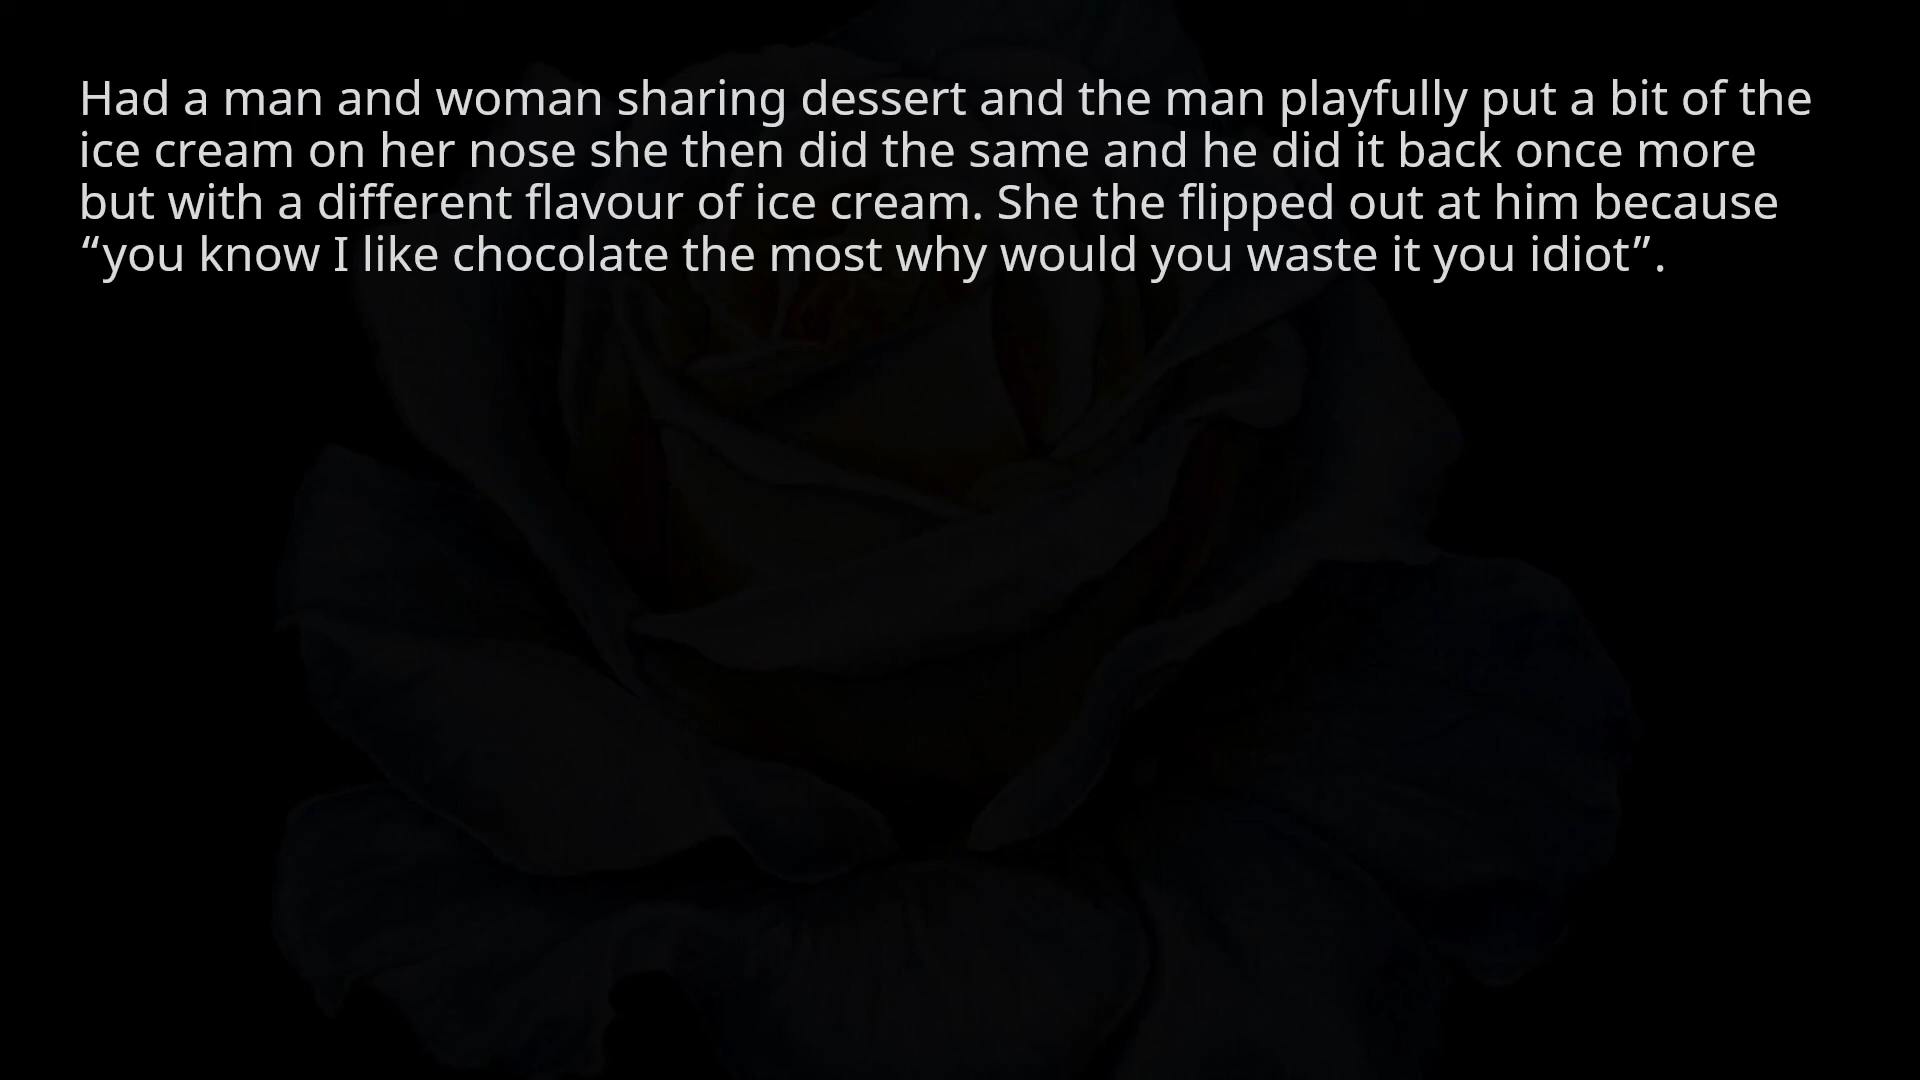 Had a man and woman sharing dessert and the man playfully put a bit of the
ice cream on her nose she then did the same and he did it back once more
but with a different flavour of ice cream. She the flipped out at him because
“you know I like chocolate the most why would you waste it you idiot”.